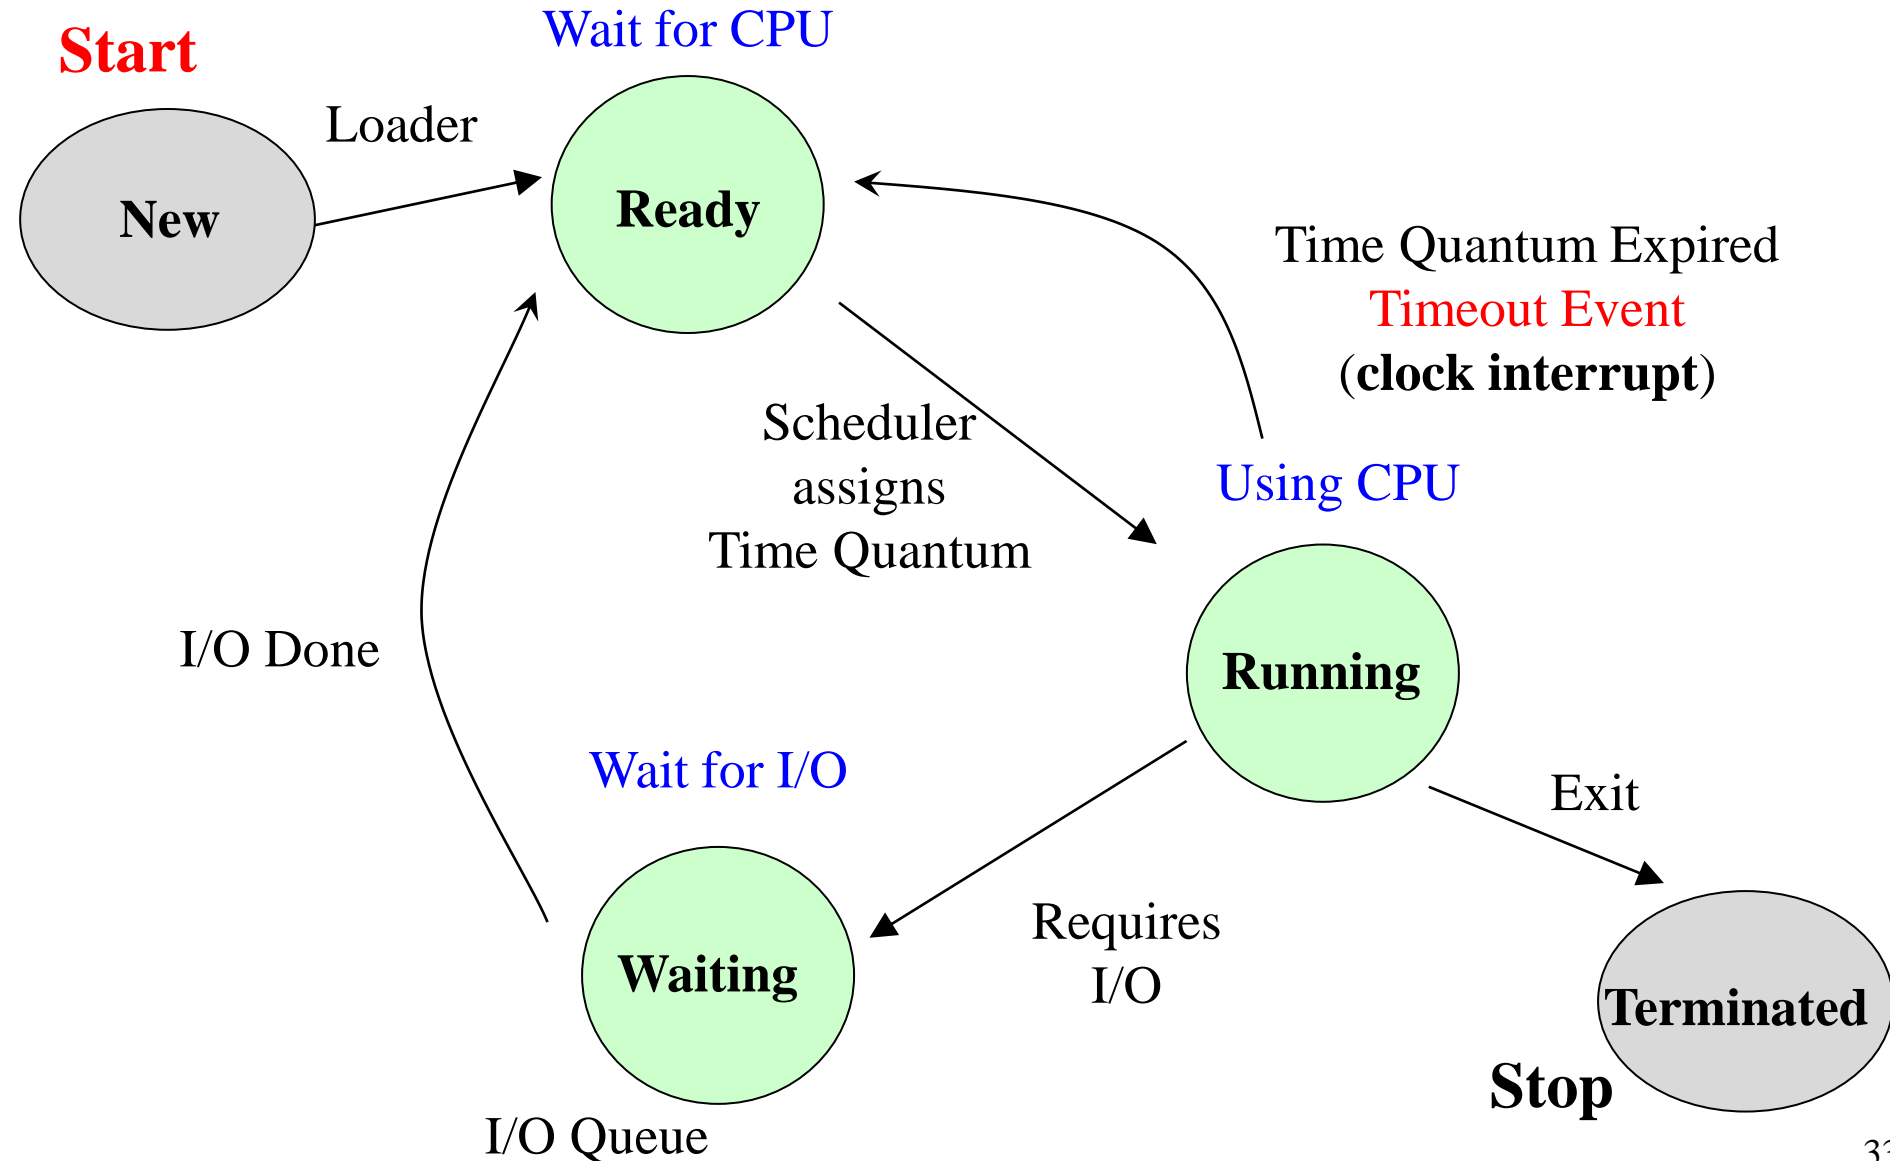 Start
Wait for CPU
Loader
New
Ready
Time Quantum Expired
Timeout Event
(clock interrupt)
Scheduler
assigns
Time Quantum
Using CPU
I/O Done
Running
Wait for I/O
Exit
Requires
I/O
Waiting
Terminated
Stop
I/O Queue